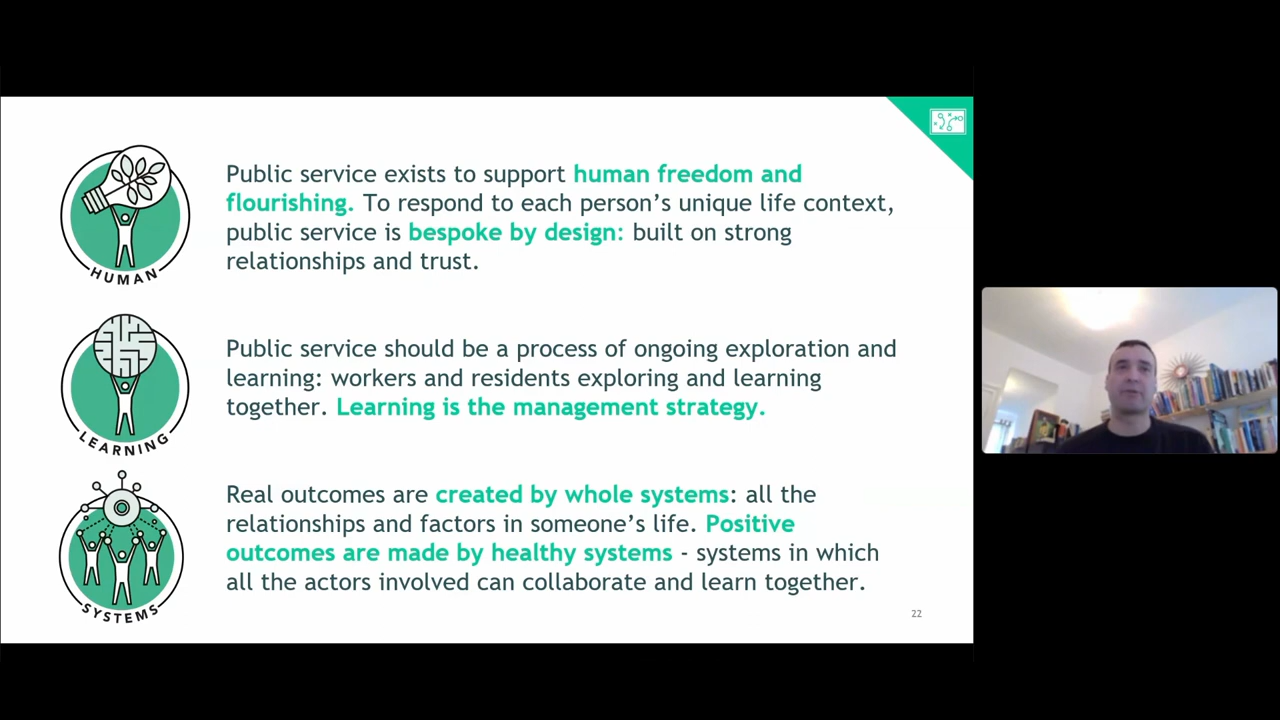 Public service exists to support human freedom and
flourishing. To respond to each person's unique life context,
public service is bespoke by design: built on strong
relationships and trust.
HUMAN
Public service should be a process of ongoing exploration and
learning: workers and residents exploring and learning
together. Learning is the management strategy.
LEARNING
Real outcomes are created by whole systems: all the
relationships and factors in someone's life. Positive
outcomes are made by healthy systems - systems in which
all the actors involved can collaborate and learn together.
SYSTEMS
22